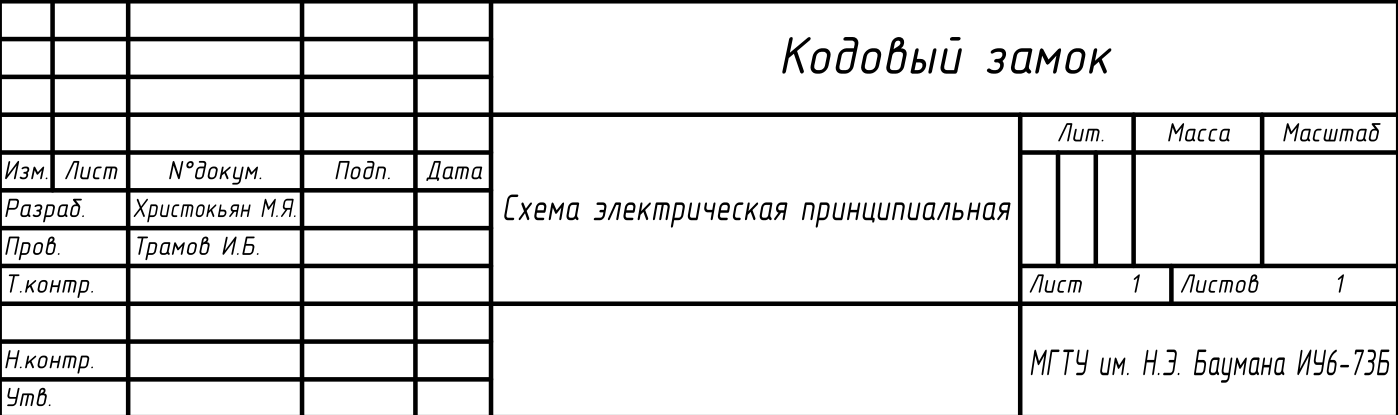 Кодовый замок
Лит. Масса Масштаб
Изм. Лист N°докум. Подп. Дата
Разраб. Христокьян М.Я.
Схема электрическая принципиальная
Пров. Трамов И.Б.
Т.контр.
Лист 1 Листов 1
Н.контр.
МГТУ им. Н.Э. Баумана ИУ6-73Б
Утв.